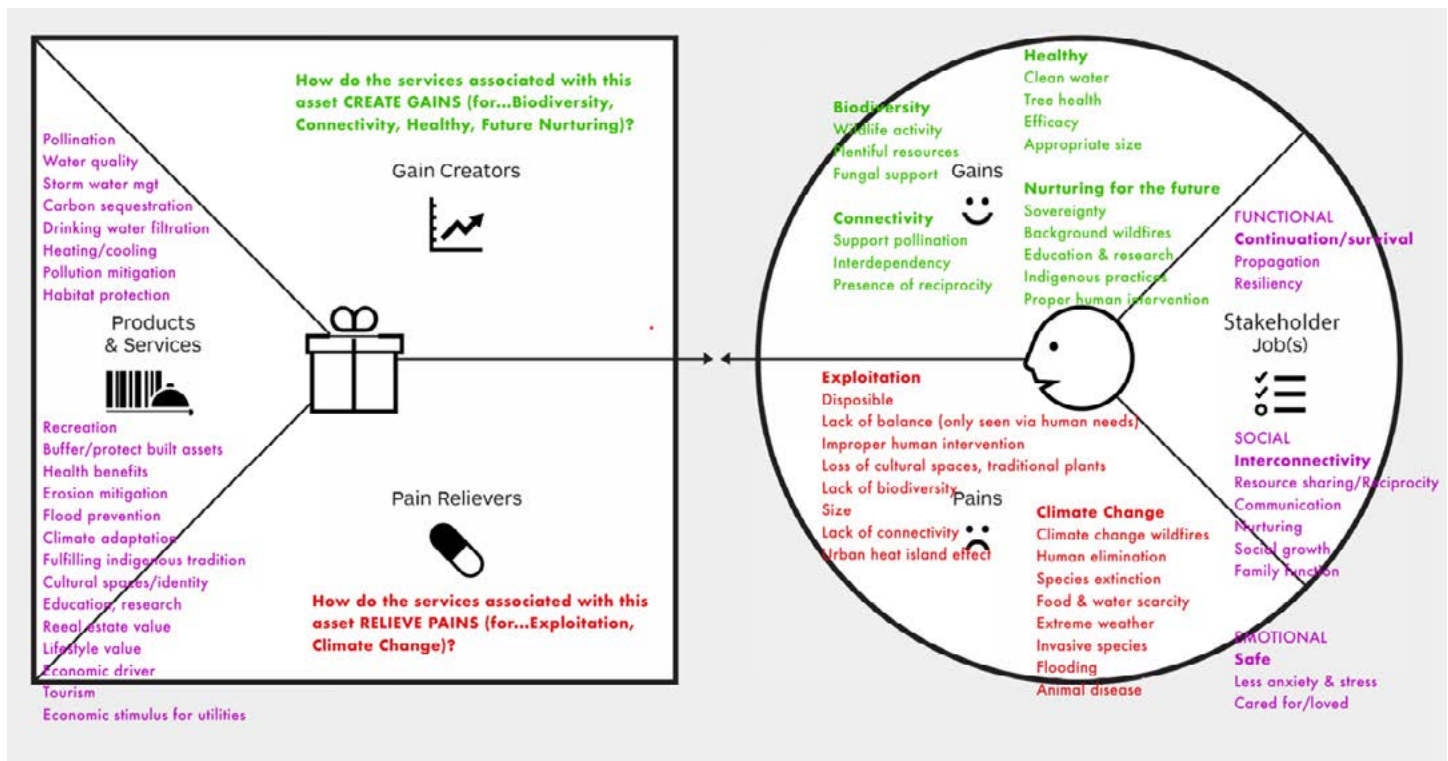 How do the services associated with this
asset CREATE GAINS (for...Biodiversity,
Connectivity, Healthy, Future Nurturing)?
Gain Creators
Pollination
Water quality
Storm water mgt
Carbon sequestration
Drinking water filtration
Heating/cooling
Pollution mitigation
Habitat protection
Products
& Services
Recreation
Buffer/protect built assets
Health benefits
Erosion mitigation
Flood prevention
Climate adaptation
Fulfilling indigenous tradition
Cultural spaces/identity
Education, research
Reeal estate value
Lifestyle value
Economic driver
Tourism
Economic stimulus for utilities
Pain Relievers
How do the services associated with this
asset RELIEVE PAINS (for...Exploitation,
Climate Change)?
Biodiversity
Wildlife activity
Plentiful resources
Fungal support
Connectivity
Support pollination
Interdependency
Presence of reciprocity
Gains
Healthy
Clean water
Tree health
Efficacy
Appropriate size
Nurturing for the future
Sovereignty
Background wildfires
Education & research
Indigenous practices
Proper human intervention
Exploitation
Disposible
Lack of balance (only seen via human needs)
Improper human intervention
Loss of cultural spaces, traditional plants
Lack of biodiversity
Size
Lack of connectivity
Urban heat island effect
Pains
Climate Change
Climate change wildfires
Human elimination
Species extinction
Food & water scarcity
Extreme weather
Invasive species
Flooding
Animal disease
FUNCTIONAL
Continuation/survival
Propagation
Resiliency
Stakeholder
Job(s)
SOCIAL
Interconnectivity
Resource sharing/Reciprocity
Communication
Nurturing
Social growth
Family function
EMOTIONAL
Safe
Less anxiety & stress
Cared for/loved